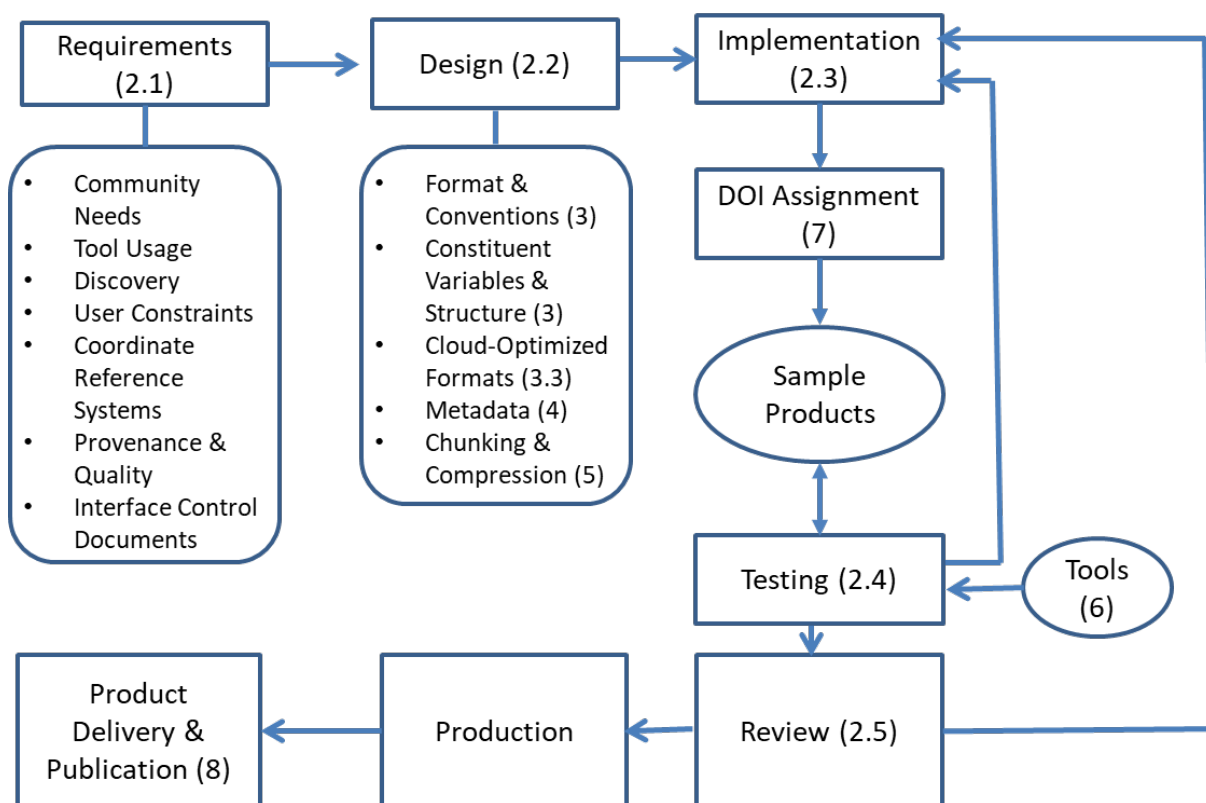 Requirements
(2.1)
Design (2.2)
Implementation
(2.3)
• Community
Needs
• Tool Usage
• Discovery
• User Constraints
• Coordinate
Reference
Systems
• Provenance &
Quality
• Interface Control
Documents
• Format &
Conventions (3)
• Constituent
Variables &
Structure (3)
• Cloud-Optimized
Formats (3.3)
• Metadata (4)
• Chunking &
Compression (5)
DOI Assignment
(7)
Sample
Products
Testing (2.4)
Tools
(6)
Product
Delivery &
Publication (8)
Production
Review (2.5)